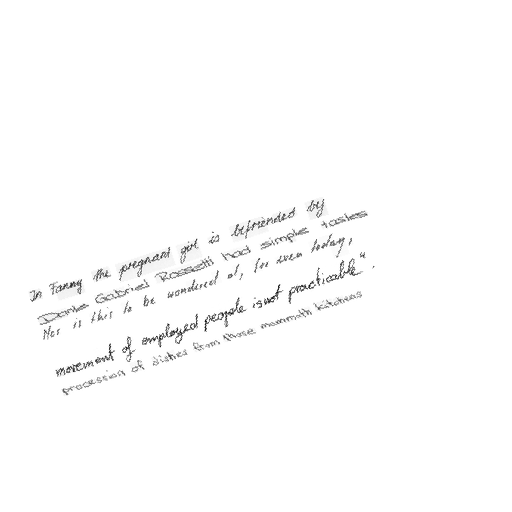 In Fanny the pregnant girl is befriended by
Dante Gabriel Rossetti had simple tastes
Nor is this to be wondered at, for even today,
movement of employed people is not practicable" .
procession of dishes from those mammoth kitchens